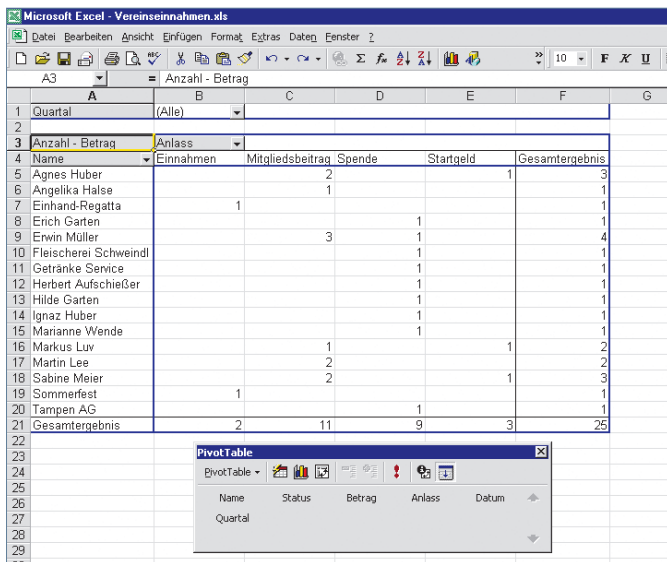 Microsoft Excel - Vereinseinnahmen.xls
Datei Bearbeiten Ansicht Einfügen Format Extras Daten Fenster ?
10 F K U
A3 = Anzahl - Betrag
A B C D E F G
1 Quartal (Alle)
2
3 Anzahl - Betrag Anlass
4 Name Einnahmen Mitgliedsbeitrag Spende Startgeld Gesamtergebnis
5 Agnes Huber 2 1 3
6 Angelika Halse 1 1
7 Einhand-Regatta 1 1
8 Erich Garten 1 1
9 Erwin Müller 3 1 4
10 Fleischerei Schweindl 1 1
11 Getränke Service 1 1
12 Herbert Aufschießer 1 1
13 Hilde Garten 1 1
14 Ignaz Huber 1 1
15 Marianne Wende 1 1
16 Markus Luv 1 1 2
17 Martin Lee 2 2
18 Sabine Meier 2 1 3
19 Sommerfest 1 1
20 Tampen AG 1 1
21 Gesamtergebnis 2 11 9 3 25
22
23 PivotTable
24 PivotTable
25
26 Name Status Betrag Anlass Datum
27 Quartal
28
29